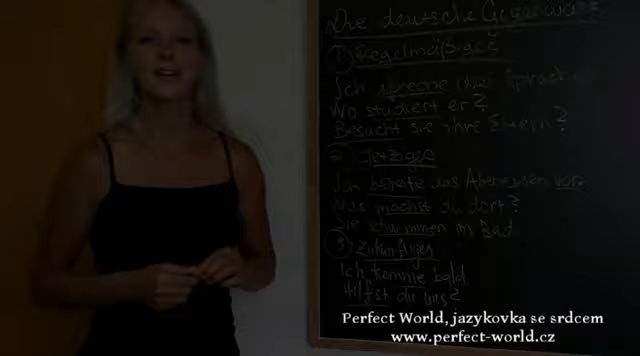 Die deutsche Gegenwart
1) Regelmäßiges
Ich spreche
Wo studiert er?
Besucht sie ihre Eltern?
2) Jetziges
Ich bereite das Abendessen vor.
Was machst du dort?
Sie schwimmen im Bad
3) Zukünftiges
Ich komme bald
Hilfst du uns?
Perfect World, jazykovka se srdcem
www.perfect-world.cz